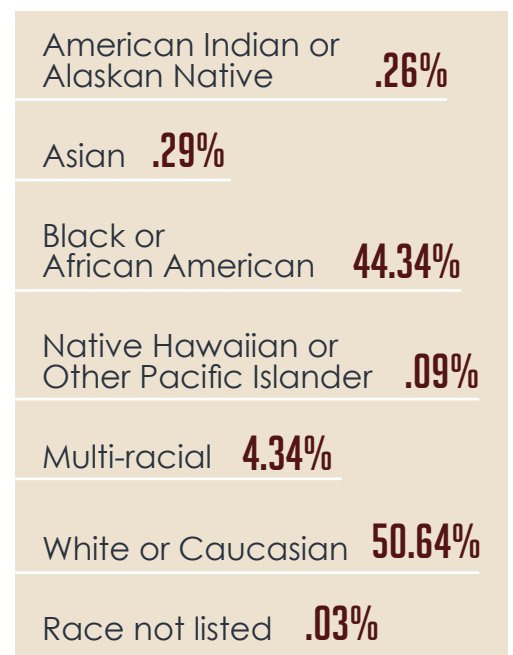 American Indian or
Alaskan Native .26%
Asian .29%
Black or
African American 44.34%
Native Hawaiian or
Other Pacific Islander .09%
Multi-racial 4.34%
White or Caucasian 50.64%
Race not listed .03%